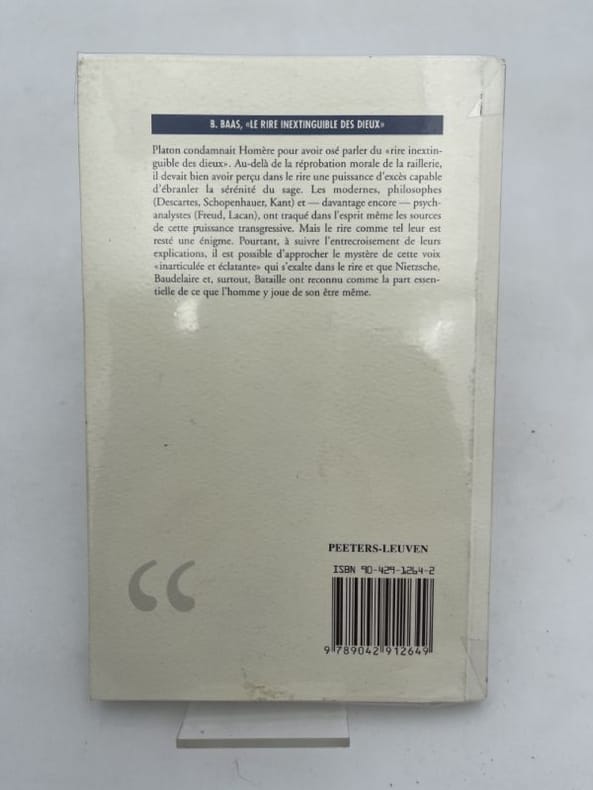 B. BAAS, «LE RIRE INEXTINGUIBLE DES DIEUX»
Platon condamnait Homère pour avoir osé parler du «rire inextin-
guible des dieux». Au-delà de la réprobation morale de la raillerie,
il devait bien avoir perçu dans le rire une puissance d'excès capable
d'ébranler la sérénité du sage. Les modernes, philosophes
(Descartes, Schopenhauer, Kant) et — davantage encore — psych-
analystes (Freud, Lacan), ont traqué dans l'esprit même les sources
de cette puissance transgressive. Mais le rire comme tel leur est
resté une énigme. Pourtant, à suivre l'entrecroisement de leurs
explications, il est possible d'approcher le mystère de cette voix
«inarticulée et éclatante» qui s'exalte dans le rire et que Nietzsche,
Baudelaire et, surtout, Bataille ont reconnu comme la part essen-
tielle de ce que l'homme y joue de son être même.
PEETERS-LEUVEN
ISBN 90-429-1264-2
9 789042 912649